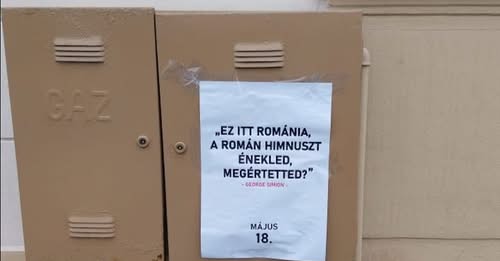 GAZ
„EZ ITT ROMÁNIA,
A ROMÁN HIMNUSZT
ÉNEKLED,
MEGÉRTETTED?”
- GEORGE SIMION -
MÁJUS
18.